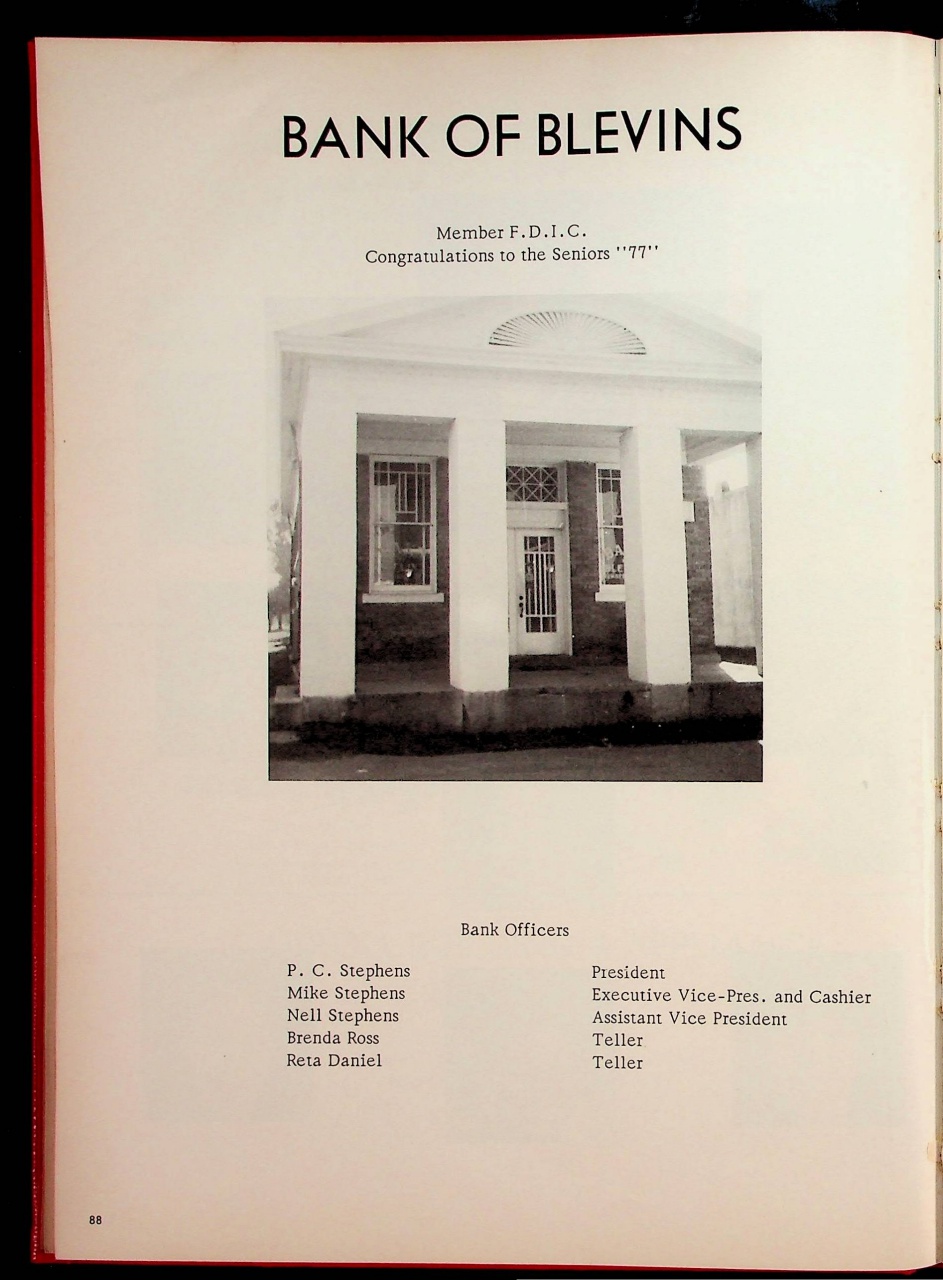 BANK OF BLEVINS
Member F.D.I.C.
Congratulations to the Seniors ''77''
Bank Officers
P. C. Stephens President
Mike Stephens Executive Vice-Pres. and Cashier
Nell Stephens Assistant Vice President
Brenda Ross Teller
Reta Daniel Teller
88